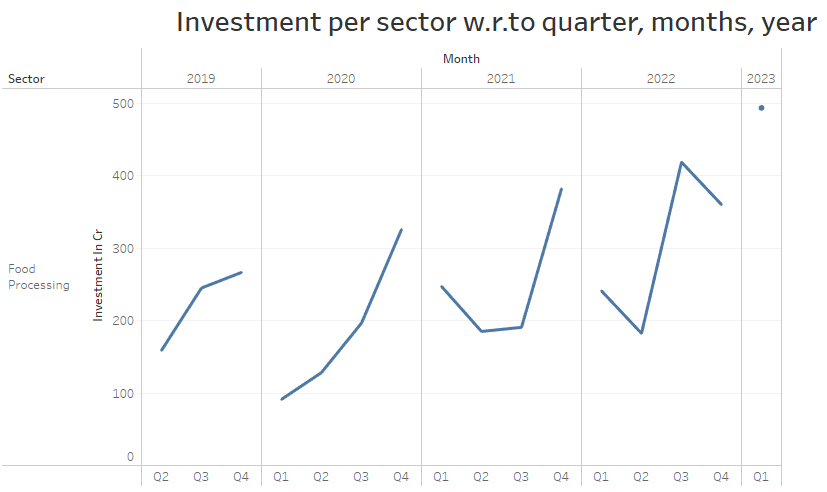 Investment per sector w.r.to quarter, months, year
Month
Sector 2019 2020 2021 2022 2023
500
400
300
200
100
0
Investment In Cr
Food
Processing
Q2 Q3 Q4 Q1 Q2 Q3 Q4 Q1 Q2 Q3 Q4 Q1 Q2 Q3 Q4 Q1